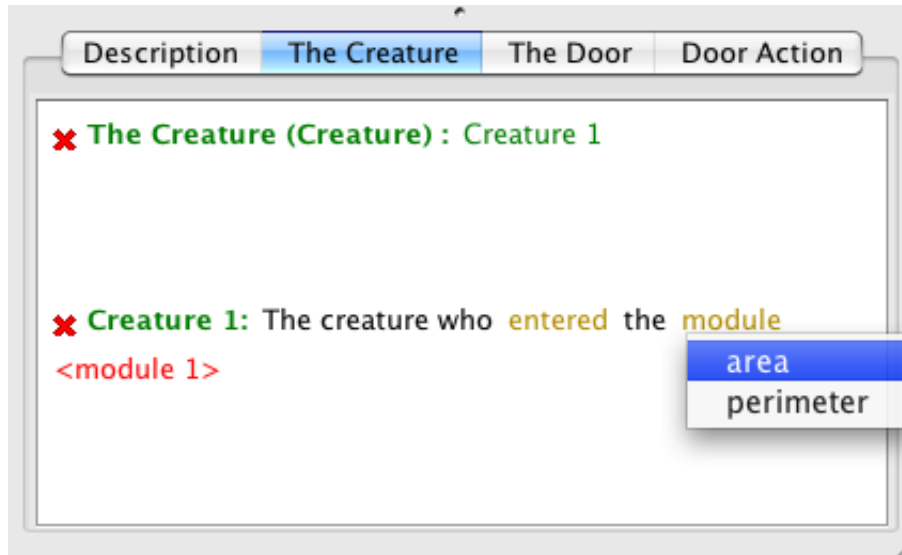 Description The Creature The Door Door Action
The Creature (Creature) : Creature 1
Creature 1: The creature who entered the module
<module 1>
area
perimeter